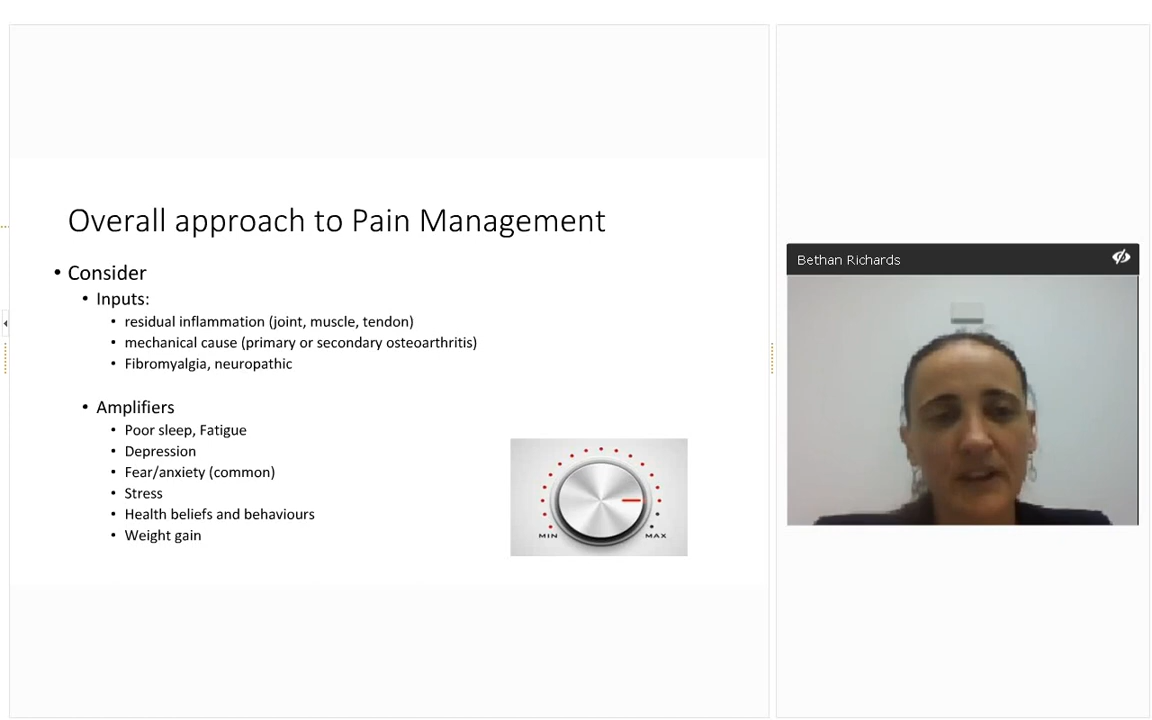 Overall approach to Pain Management
• Consider
• Inputs:
• residual inflammation (joint, muscle, tendon)
• mechanical cause (primary or secondary osteoarthritis)
• Fibromyalgia, neuropathic
• Amplifiers
• Poor sleep, Fatigue
• Depression
• Fear/anxiety (common)
• Stress
• Health beliefs and behaviours
• Weight gain
MIN MAX
Bethan Richards